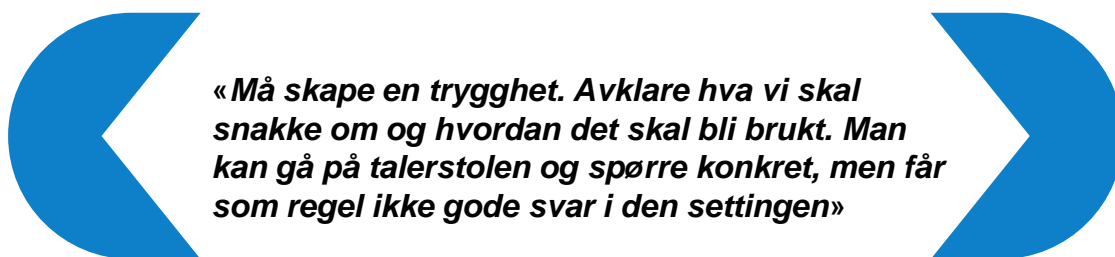 «Må skape en trygghet. Avklare hva vi skal
snakke om og hvordan det skal bli brukt. Man
kan gå på talerstolen og spørre konkret, men får
som regel ikke gode svar i den settingen»